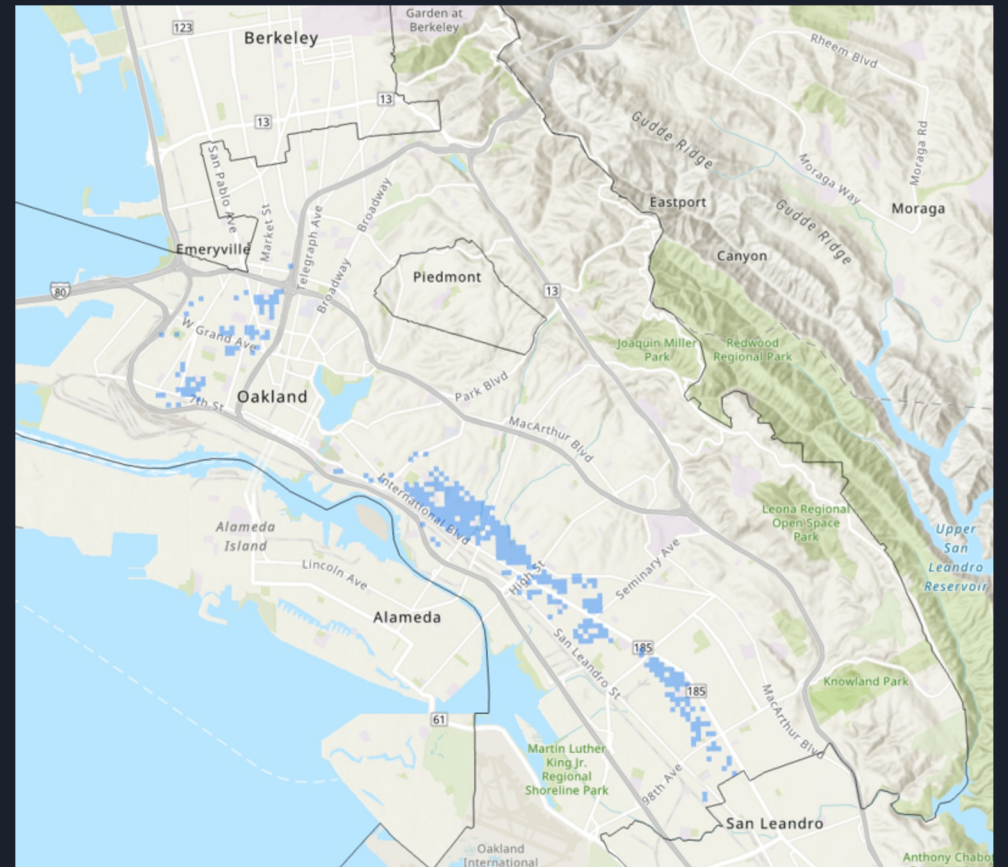 Garden at
Berkeley
123
Berkeley
Rheem Blvd
13
13
Gudde Ridge
Moraga Rd
San Pablo Ave
Moraga Way
Market St
Telegraph Ave
Broadway
Eastport
Moraga
Gudde Ridge
Emeryville
Canyon
Piedmont
Broadway
80
13
W Grand Ave
Joaquin Miller
Park
Redwood
Regional Park
Oakland
7th St
Park Blvd
MacArthur Blvd
International Blvd
Leona Regional
Open Space
Park
Alameda
Island
Upper
San
Leandro
Reservoir
Lincoln Ave
High St
Seminary Ave
Alameda
San Leandro St
185
185
Knowland Park
61
MacArthur Blvd
Martin Luther
King Jr.
Regional
Shoreline Park
98th Ave
San Leandro
Oakland
International
Anthony Chabo